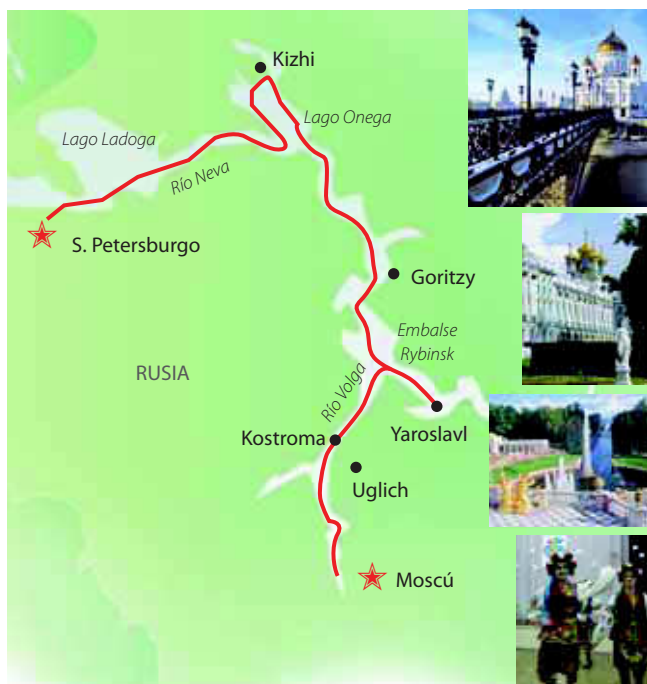 Kizhi
Lago Onega
Lago Ladoga
Río Neva
S. Petersburgo
Goritzy
Embalse
Rybinsk
RUSIA
Río Volga
Yaroslavl
Kostroma
Uglich
Moscú